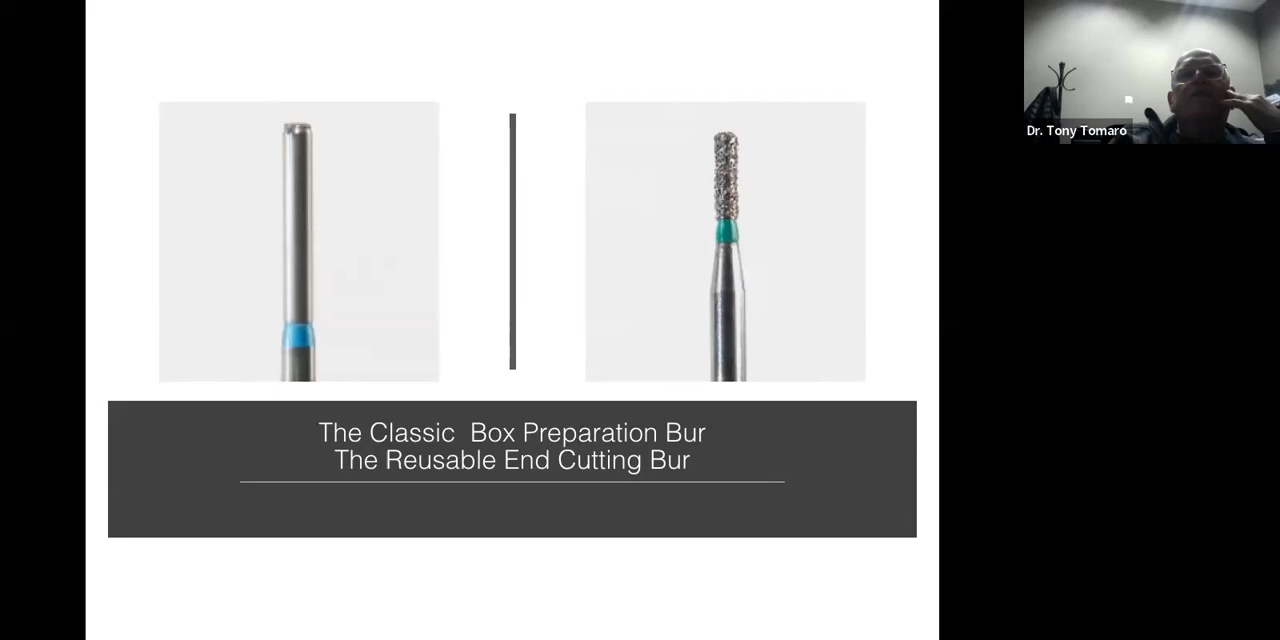 Dr. Tony Tomaro
The Classic  Box Preparation Bur
The Reusable End Cutting Bur